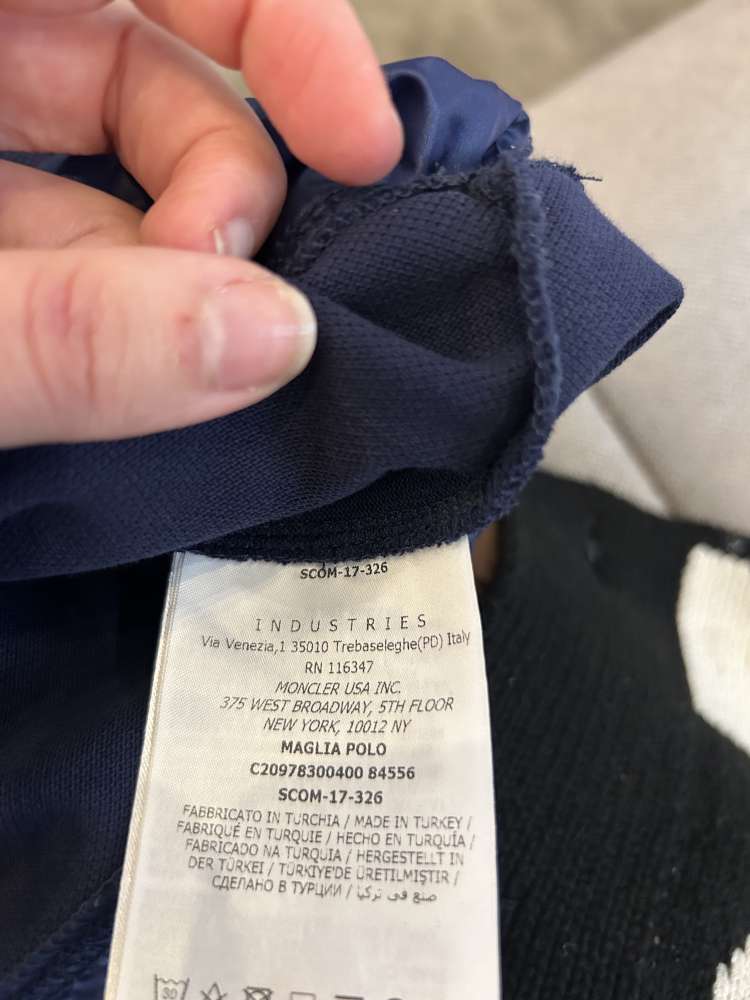 SCOM-17-326
INDUSTRIES
Via Venezia,1 35010 Trebaseleghe(PD) Italy
RN 116347
MONCLER USA INC.
375 WEST BROADWAY, 5TH FLOOR
NEW YORK, 10012 NY
MAGLIA POLO
C20978300400 84556
SCOM-17-326
FABBRICATO IN TURCHIA / MADE IN TURKEY /
FABRIQUÉ EN TURQUIE / HECHO EN TURQUÍA /
FABRICADO NA TURQUIA / HERGESTELLT IN
DER TÜRKEI / TÜRKIYE'DE ÜRETILMIŞTIR /
СДЕЛАНО В ТУРЦИИ / صنع في تركيا
30